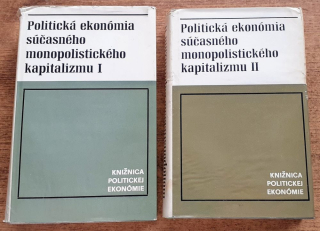 Politická ekonómia
súčasného
monopolistického
kapitalizmu I
KNIŽNICA
POLITICKEJ
EKONÓMIE
Politická ekonómia
súčasného
monopolistického
kapitalizmu II
KNIŽNICA
POLITICKEJ
EKONÓMIE